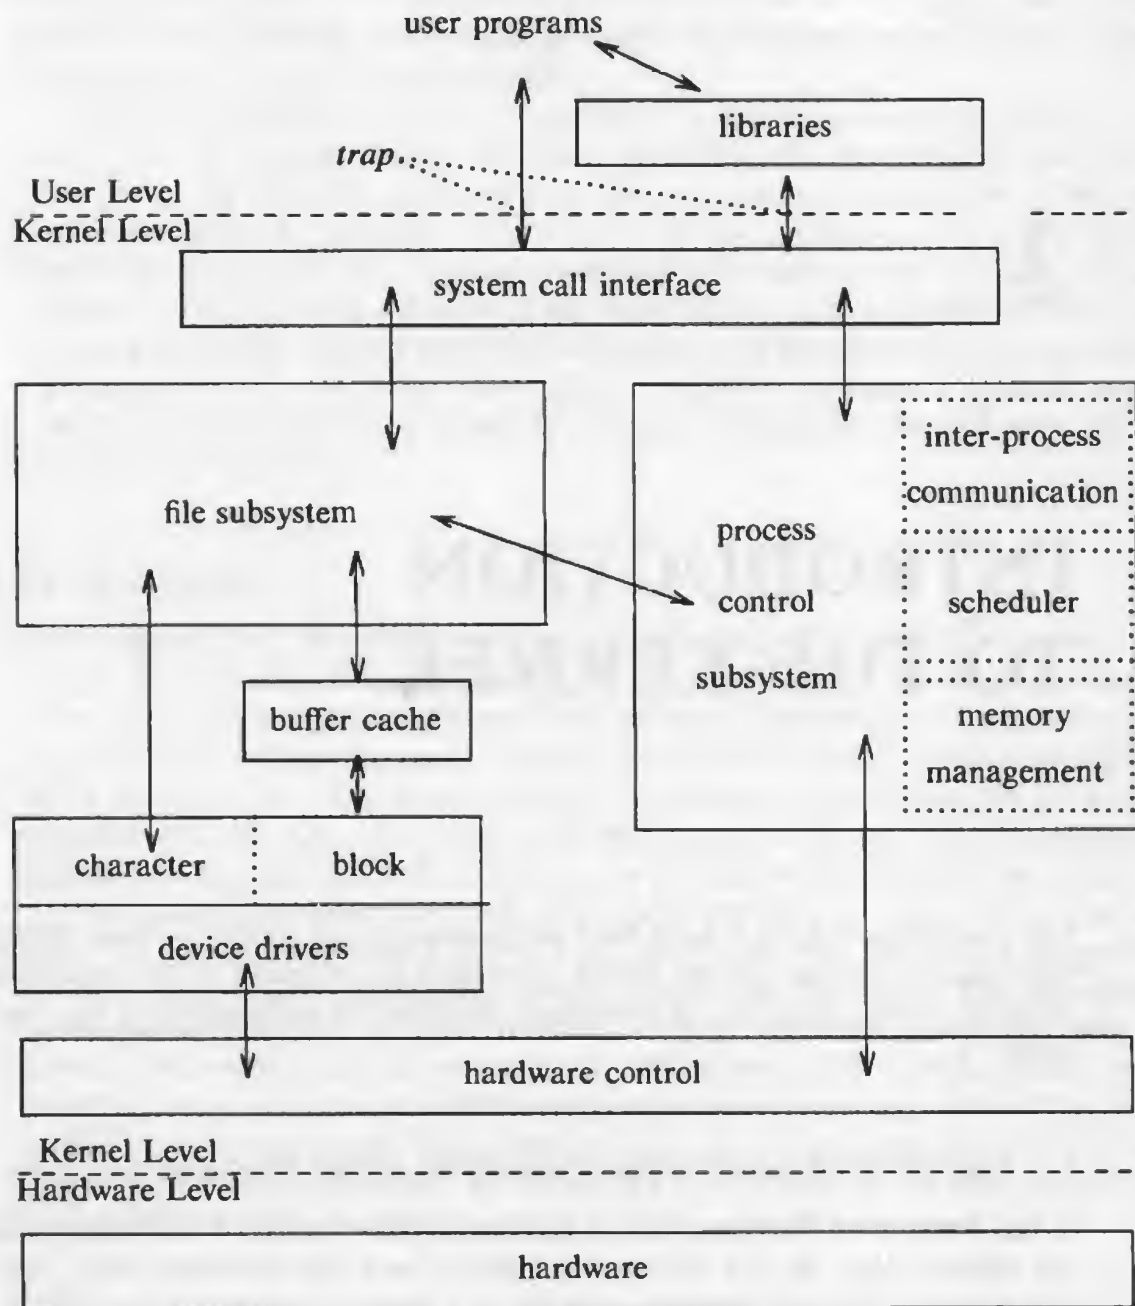 user programs
libraries
trap
User Level
Kernel Level
system call interface
file subsystem
process
control
subsystem
inter-process
communication
scheduler
memory
management
buffer cache
character
block
device drivers
hardware control
Kernel Level
Hardware Level
hardware